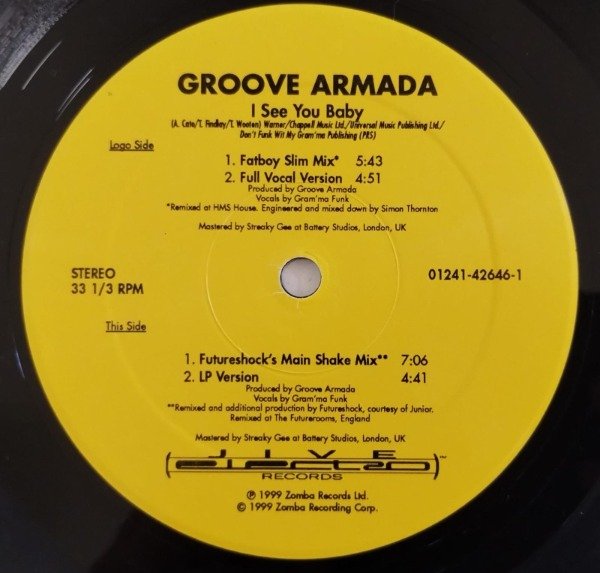 GROOVE ARMADA
I See You Baby
(A. Cato/T. Findlay/T. Wooten) Warner/Chappell Music Ltd./Universal Music Publishing Ltd./
Don't Funk Wit My Gram'ma Publishing (PRS)
Logo Side
1. Fatboy Slim Mix* 5:43
2. Full Vocal Version 4:51
Produced by Groove Armada
Vocals by Gram'ma Funk
*Remixed at HMS House. Engineered and mixed down by Simon Thornton
Mastered by Streaky Gee at Battery Studios, London, UK
STEREO
33 1/3 RPM
01241-42646-1
This Side
1. Futureshock's Main Shake Mix** 7:06
2. LP Version 4:41
Produced by Groove Armada
Vocals by Gram'ma Funk
**Remixed and additional production by Futureshock, courtesy of Junior.
Remixed at The Futurerooms, England
Mastered by Streaky Gee at Battery Studios, London, UK
JIVE
electro
RECORDS
TM
℗ 1999 Zomba Records Ltd.
© 1999 Zomba Recording Corp.